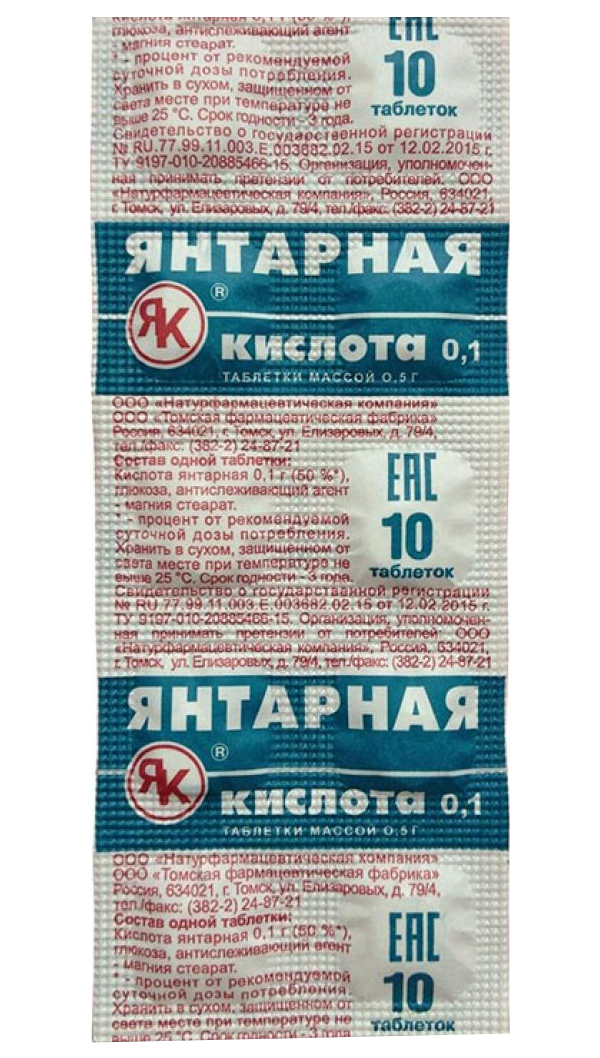 Кислота янтарная 0,1 г (50 %*),
глюкоза, антислеживающий агент
- магния стеарат.
* - процент от рекомендуемой
суточной дозы потребления.
Хранить в сухом, защищенном от
света месте при температуре не
выше 25 °С. Срок годности - 3 года.
ЕАС
10
таблеток
Свидетельство о государственной регистрации
№ RU.77.99.11.003.Е.003682.02.15 от 12.02.2015 г.
ТУ 9197-010-20885466-15. Организация, уполномочен-
ная принимать претензии от потребителей: ООО
«Натурфармацевтическая компания», Россия, 634021,
г. Томск, ул. Елизаровых, д. 79/4, тел./факс: (382-2) 24-87-21
ЯНТАРНАЯ
ЯК ®
кислота 0,1
ТАБЛЕТКИ МАССОЙ 0,5 Г
ООО «Натурфармацевтическая компания»
ООО «Томская фармацевтическая фабрика»
Россия, 634021, г. Томск, ул. Елизаровых, д. 79/4,
тел./факс: (382-2) 24-87-21
Состав одной таблетки:
Кислота янтарная 0,1 г (50 %*),
глюкоза, антислеживающий агент
- магния стеарат.
* - процент от рекомендуемой
суточной дозы потребления.
Хранить в сухом, защищенном от
света месте при температуре не
выше 25 °С. Срок годности - 3 года.
ЕАС
10
таблеток
Свидетельство о государственной регистрации
№ RU.77.99.11.003.Е.003682.02.15 от 12.02.2015 г.
ТУ 9197-010-20885466-15. Организация, уполномочен-
ная принимать претензии от потребителей: ООО
«Натурфармацевтическая компания», Россия, 634021,
г. Томск, ул. Елизаровых, д. 79/4, тел./факс: (382-2) 24-87-21
ЯНТАРНАЯ
ЯК ®
кислота 0,1
ТАБЛЕТКИ МАССОЙ 0,5 Г
ООО «Натурфармацевтическая компания»
ООО «Томская фармацевтическая фабрика»
Россия, 634021, г. Томск, ул. Елизаровых, д. 79/4,
тел./факс: (382-2) 24-87-21
Состав одной таблетки:
Кислота янтарная 0,1 г (50 %*),
глюкоза, антислеживающий агент
- магния стеарат.
* - процент от рекомендуемой
суточной дозы потребления.
Хранить в сухом, защищенном от
света месте при температуре не
выше 25 °С. Срок годности - 3 года.
ЕАС
10
таблеток